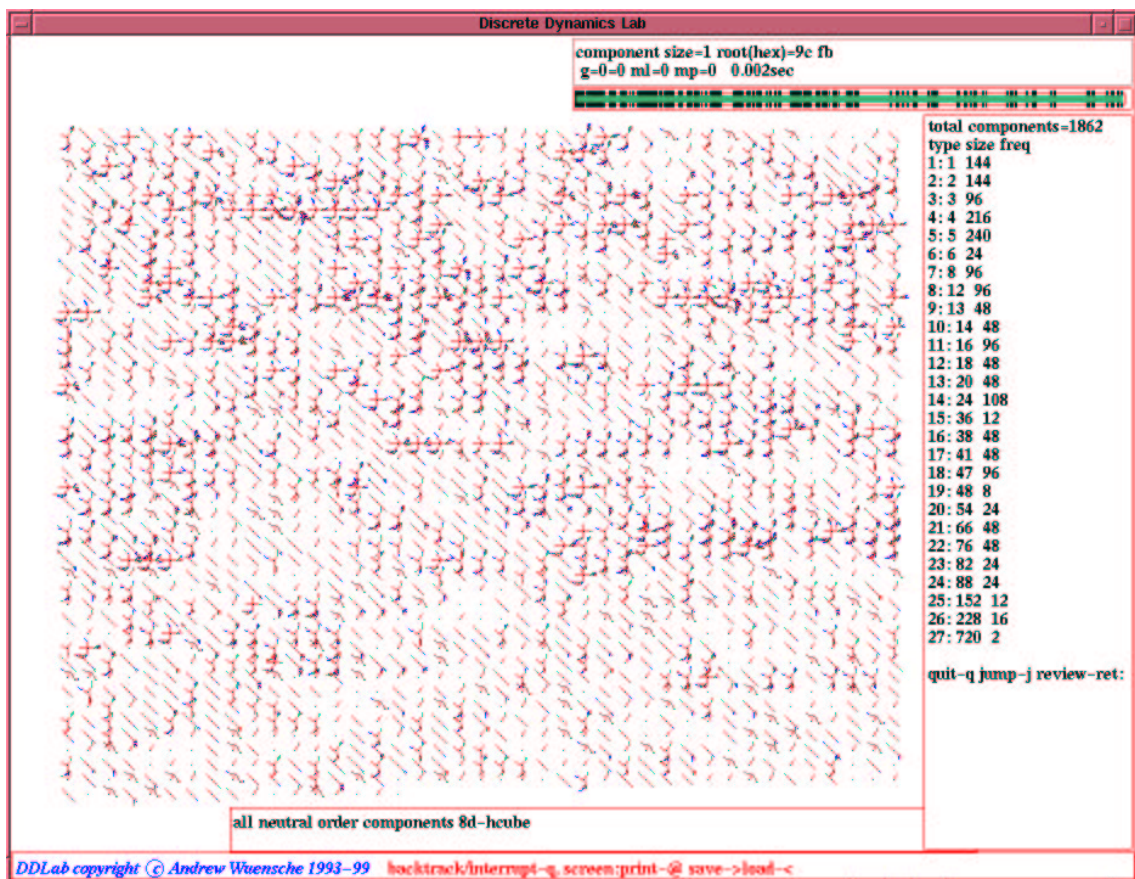 Discrete Dynamics Lab
component size=1 root(hex)=9c fb
g=0=0 ml=0 mp=0 0.002sec
total components=1862
type size freq
1: 1 144
2: 2 144
3: 3 96
4: 4 216
5: 5 240
6: 6 24
7: 8 96
8: 12 96
9: 13 48
10: 14 48
11: 16 96
12: 18 48
13: 20 48
14: 24 108
15: 36 12
16: 38 48
17: 41 48
18: 47 96
19: 48 8
20: 54 24
21: 66 48
22: 76 48
23: 82 24
24: 88 24
25: 152 12
26: 228 16
27: 720 2
quit-q jump-j review-ret:
all neutral order components 8d-hcube
DDLab copyright © Andrew Wuensche 1993-99 backtrack/interrupt-q, screen:print-@ save->load-<